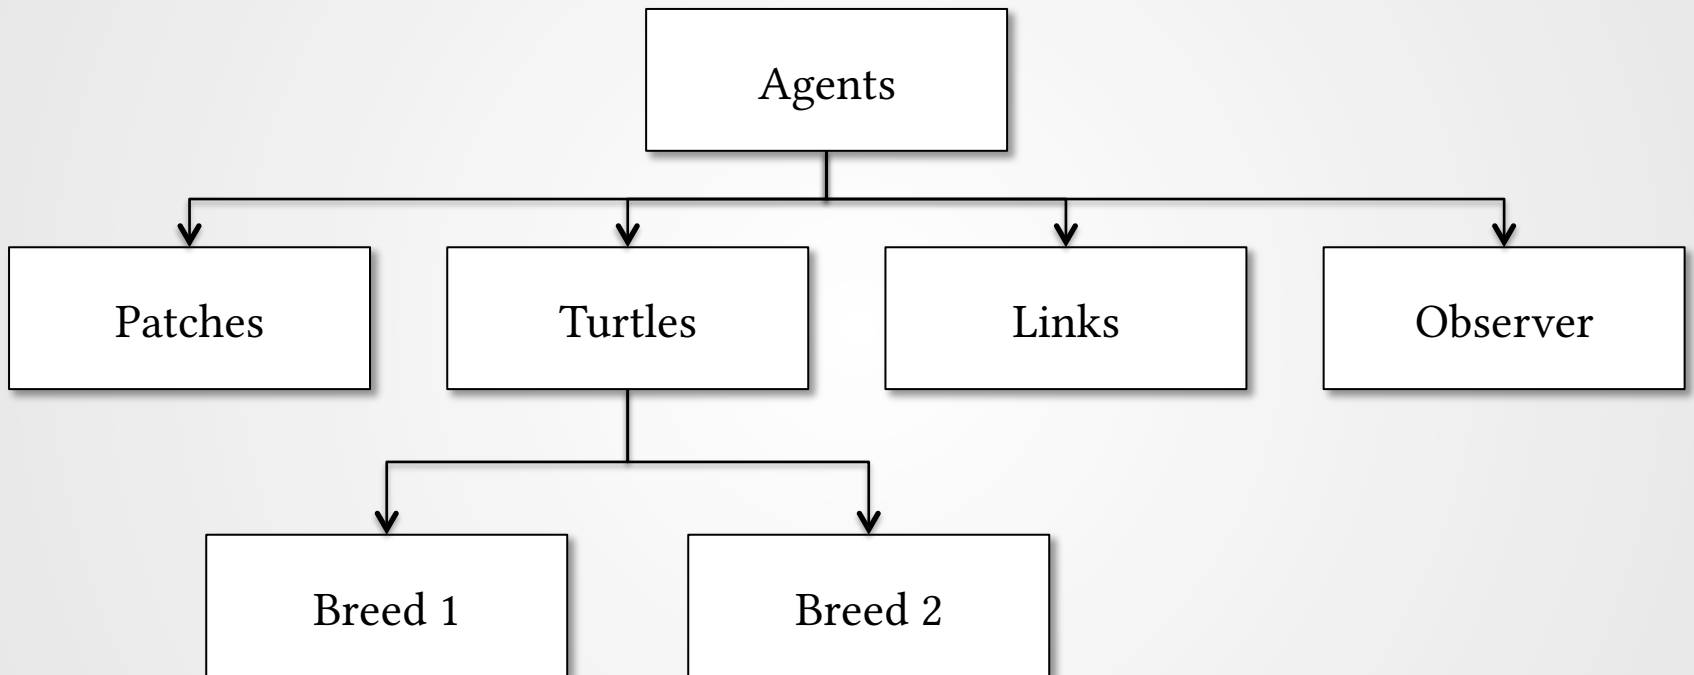 Agents
Patches
Turtles
Links
Observer
Breed 1
Breed 2